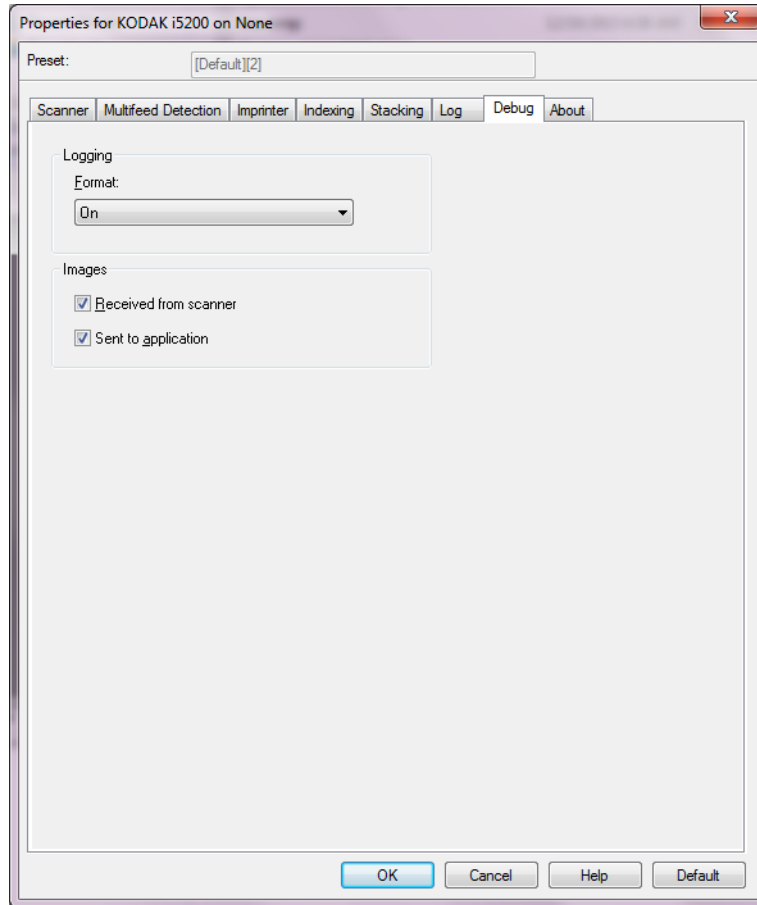 Properties for KODAK i5200 on None
Preset: [Default][2]
Scanner Multifeed Detection Imprinter Indexing Stacking Log Debug About
Logging
Format:
On
Images
Received from scanner
Sent to application
OK Cancel Help Default